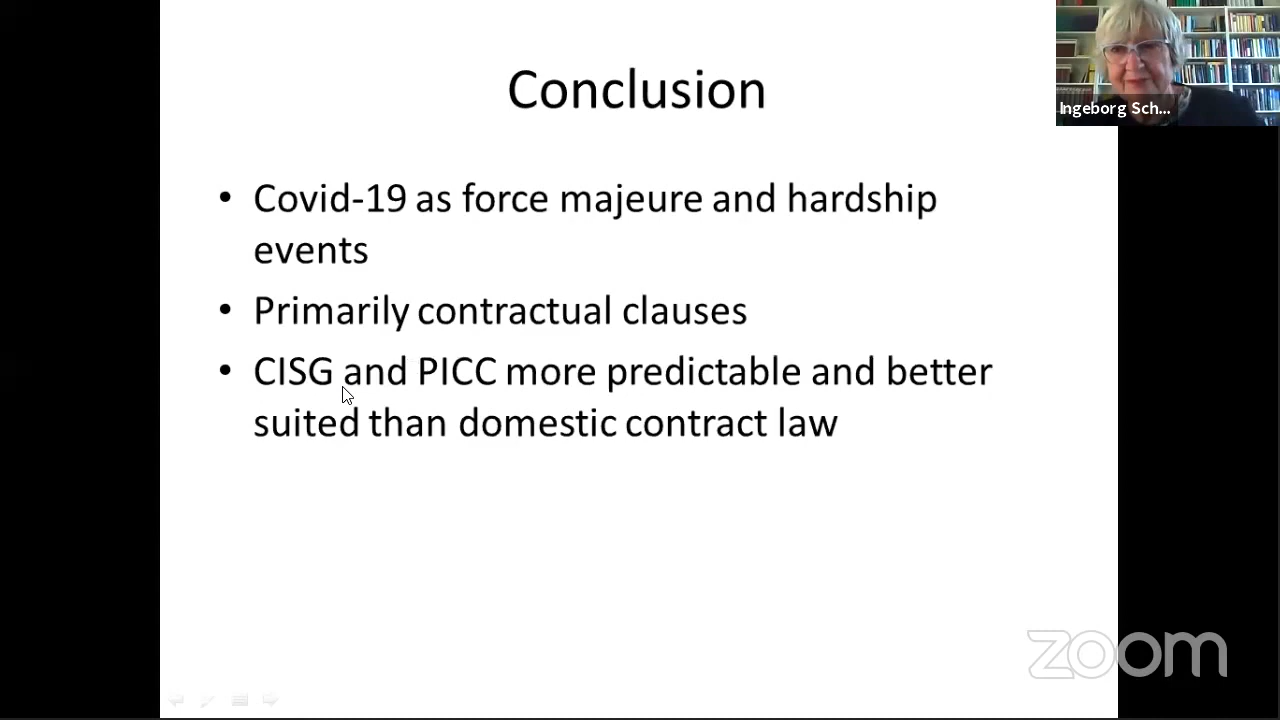 Conclusion
Ingeborg Sch...
• Covid-19 as force majeure and hardship
events
• Primarily contractual clauses
• CISG and PICC more predictable and better
suited than domestic contract law
zoom